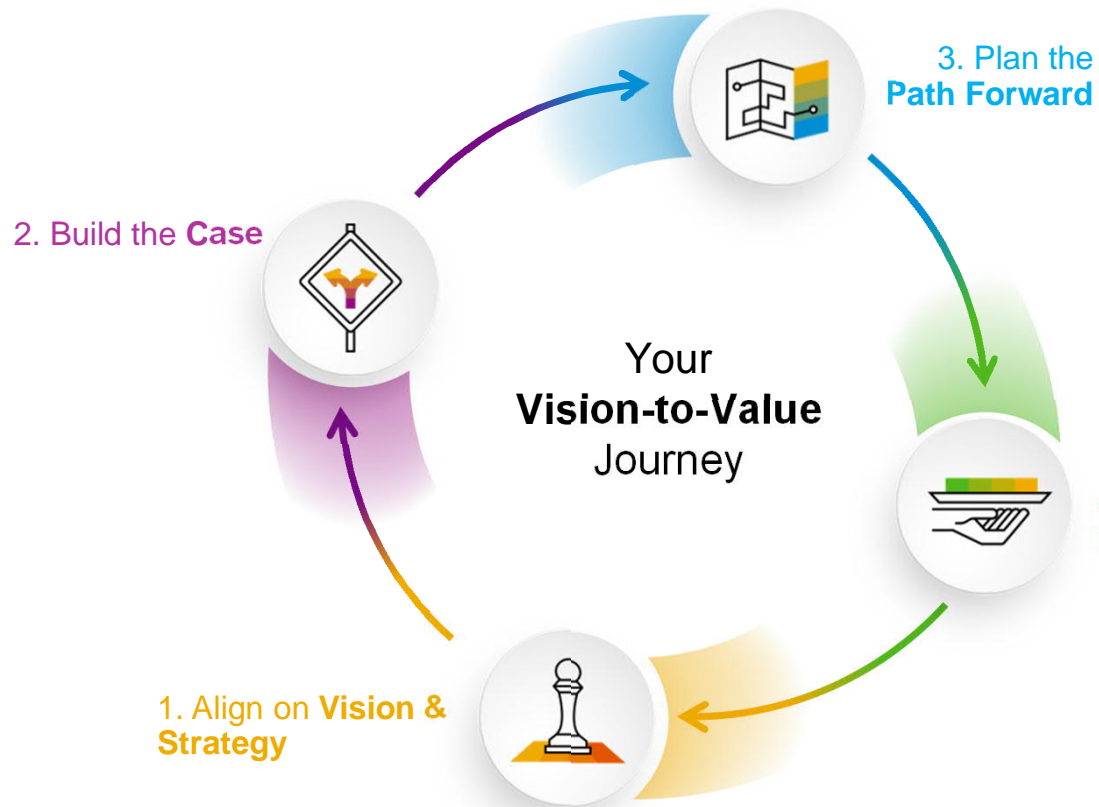 3. Plan the
Path Forward
2. Build the Case
Your
Vision-to-Value
Journey
1. Align on Vision &
Strategy